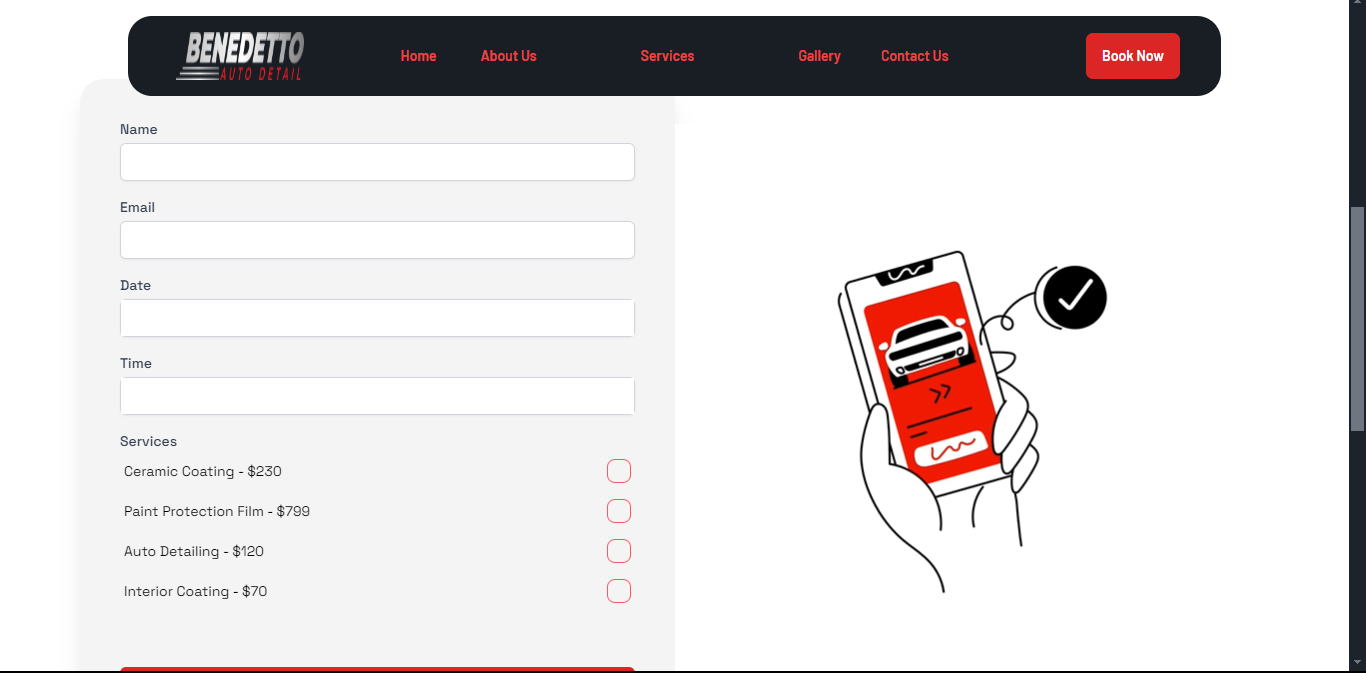 BENEDETTO
AUTO DETAIL
Home About Us Services Gallery Contact Us Book Now
Name
Email
Date
Time
Services
Ceramic Coating - $230
Paint Protection Film - $799
Auto Detailing - $120
Interior Coating - $70